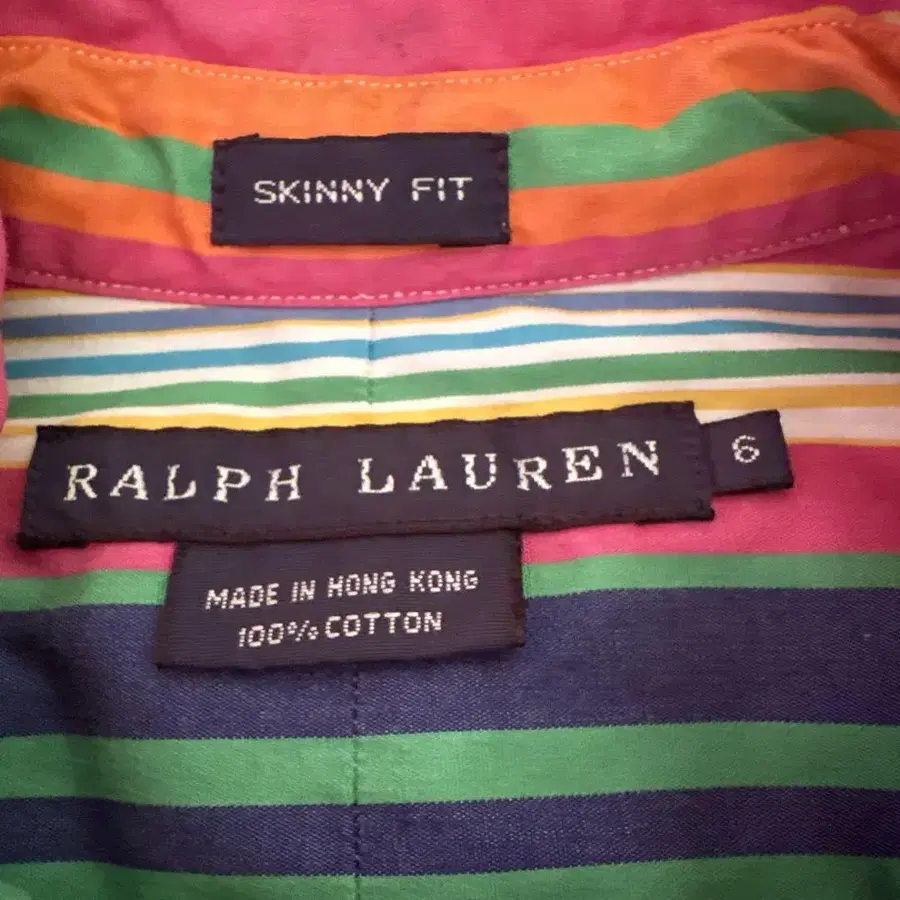 SKINNY FIT
RALPH LAUREN 6
MADE IN HONG KONG
100% COTTON